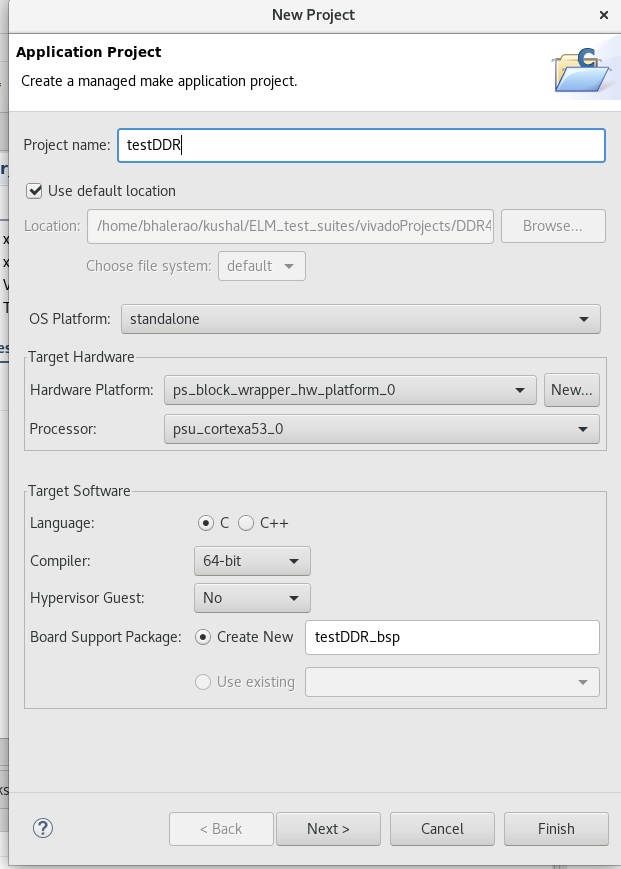 New Project
Application Project
Create a managed make application project.
C
Project name: testDDR
Use default location
Location: /home/bhalerao/kushal/ELM_test_suites/vivadoProjects/DDR4 Browse...
Choose file system: default
OS Platform: standalone
Target Hardware
Hardware Platform: ps_block_wrapper_hw_platform_0 New...
Processor: psu_cortexa53_0
Target Software
Language: C C++
Compiler: 64-bit
Hypervisor Guest: No
Board Support Package: Create New testDDR_bsp
Use existing
? < Back Next > Cancel Finish